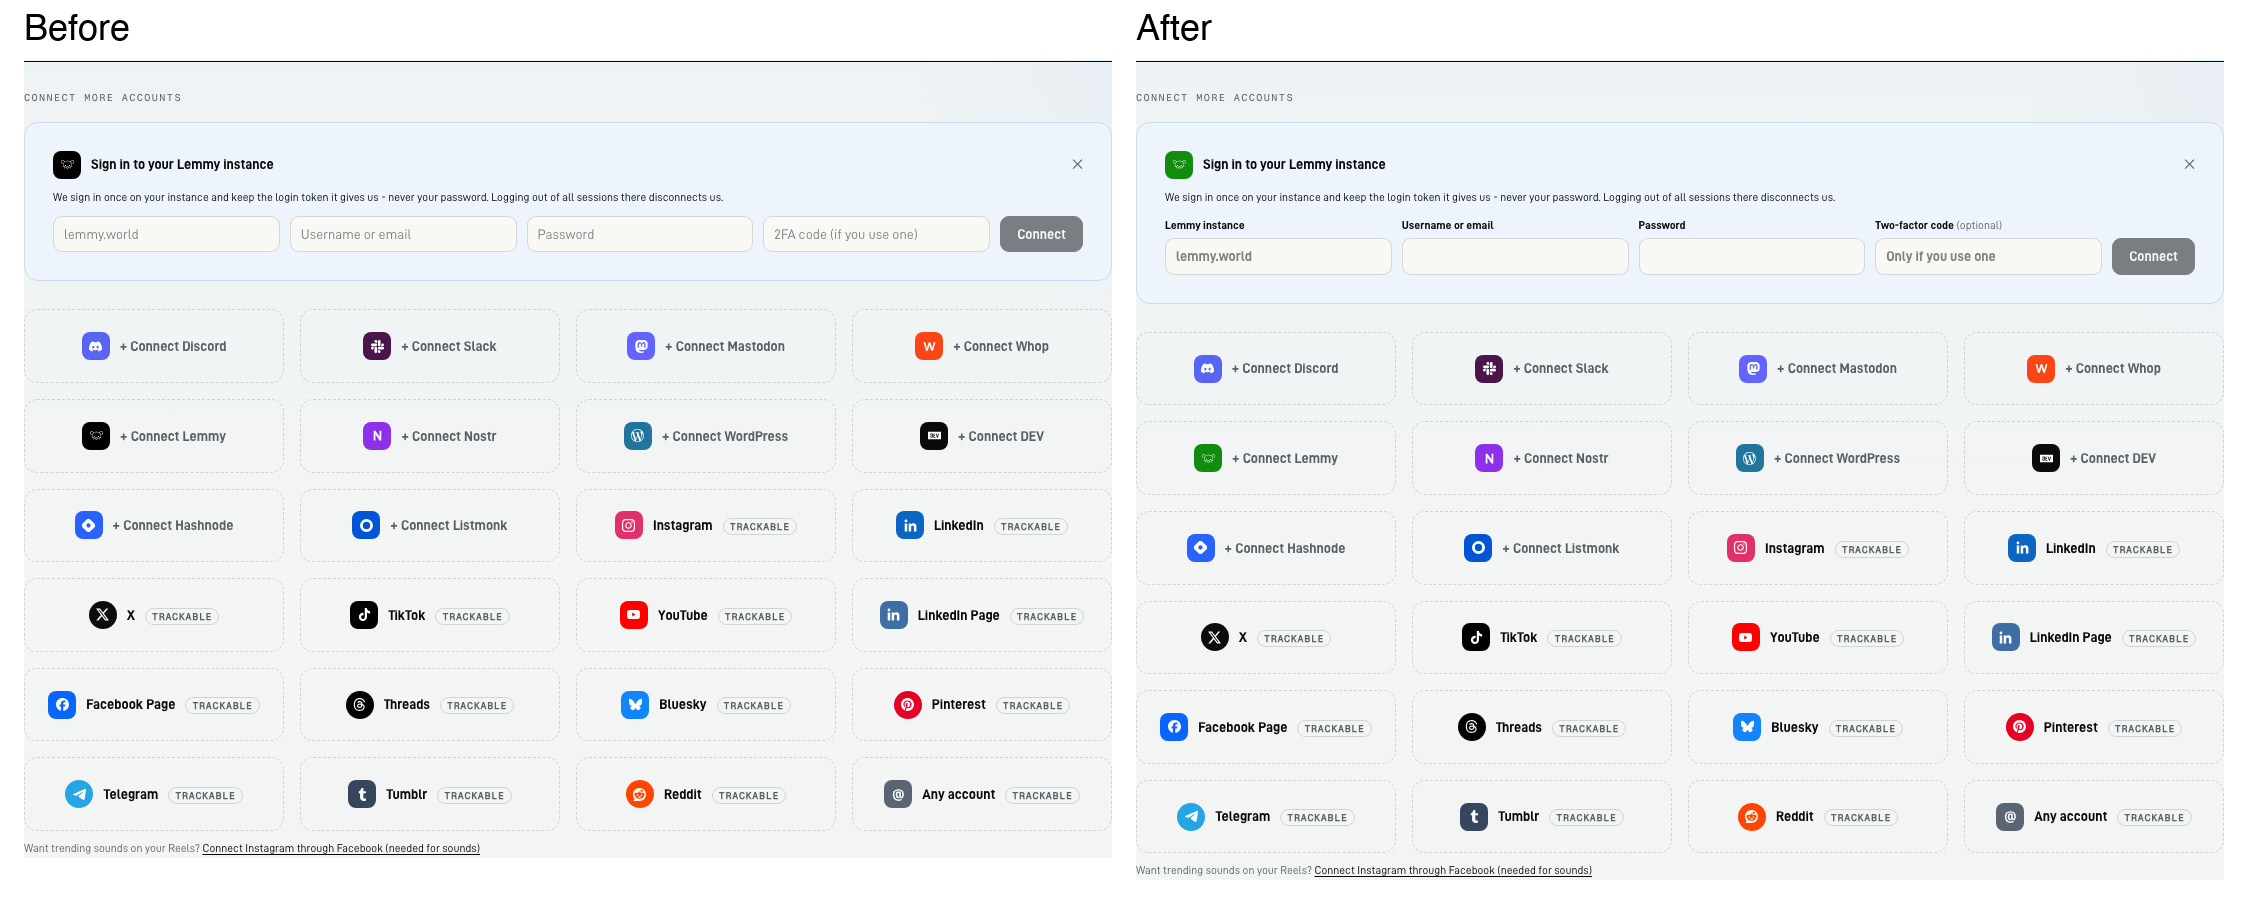 Before
CONNECT MORE ACCOUNTS
Sign in to your Lemmy instance
We sign in once on your instance and keep the login token it gives us - never your password. Logging out of all sessions there disconnects us.
lemmy.world Username or email Password 2FA code (if you use one) Connect
+ Connect Discord + Connect Slack + Connect Mastodon W + Connect Whop
+ Connect Lemmy N + Connect Nostr + Connect WordPress DEV + Connect DEV
+ Connect Hashnode + Connect Listmonk Instagram TRACKABLE in LinkedIn TRACKABLE
X TRACKABLE TikTok TRACKABLE YouTube TRACKABLE in LinkedIn Page TRACKABLE
Facebook Page TRACKABLE Threads TRACKABLE Bluesky TRACKABLE Pinterest TRACKABLE
Telegram TRACKABLE t Tumblr TRACKABLE Reddit TRACKABLE @ Any account TRACKABLE
Want trending sounds on your Reels? Connect Instagram through Facebook (needed for sounds)
After
CONNECT MORE ACCOUNTS
Sign in to your Lemmy instance
We sign in once on your instance and keep the login token it gives us - never your password. Logging out of all sessions there disconnects us.
Lemmy instance Username or email Password Two-factor code (optional)
lemmy.world Only if you use one Connect
+ Connect Discord + Connect Slack + Connect Mastodon W + Connect Whop
+ Connect Lemmy N + Connect Nostr + Connect WordPress DEV + Connect DEV
+ Connect Hashnode + Connect Listmonk Instagram TRACKABLE in LinkedIn TRACKABLE
X TRACKABLE TikTok TRACKABLE YouTube TRACKABLE in LinkedIn Page TRACKABLE
Facebook Page TRACKABLE Threads TRACKABLE Bluesky TRACKABLE Pinterest TRACKABLE
Telegram TRACKABLE t Tumblr TRACKABLE Reddit TRACKABLE @ Any account TRACKABLE
Want trending sounds on your Reels? Connect Instagram through Facebook (needed for sounds)